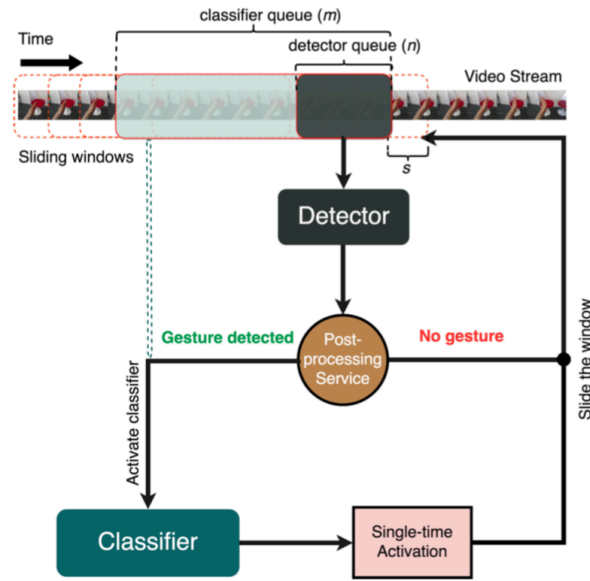 classifier queue (m)
Time
detector queue (n)
Video Stream
Sliding windows
s
Detector
Gesture detected
Post-
processing
Service
No gesture
Slide the window
Activate classifier
Classifier
Single-time
Activation